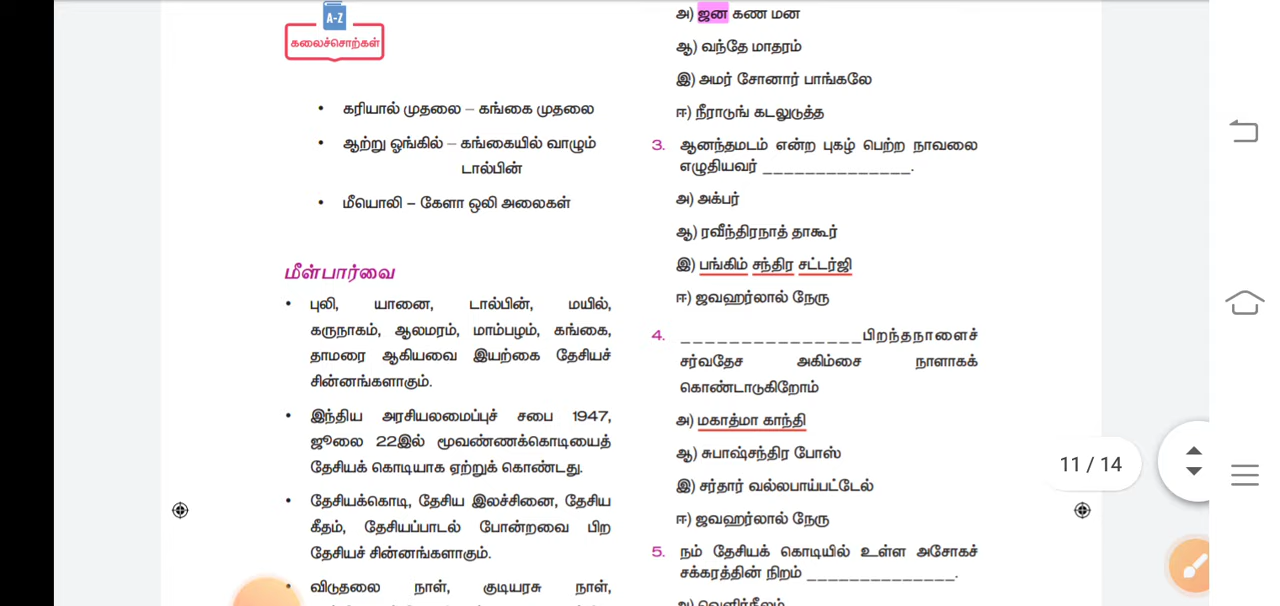 A-Z
கலைச்சொற்கள்
• கரியால் முதலை – கங்கை முதலை
• ஆற்று ஓங்கில் – கங்கையில் வாழும்
டால்பின்
• மீயொலி – கேளா ஒலி அலைகள்
மீள்பார்வை
• புலி, யானை, டால்பின், மயில்,
கருநாகம், ஆலமரம், மாம்பழம், கங்கை,
தாமரை ஆகியவை இயற்கை தேசியச்
சின்னங்களாகும்.
• இந்திய அரசியலமைப்புச் சபை 1947,
ஜூலை 22இல் மூவண்ணக்கொடியைத்
தேசியக் கொடியாக ஏற்றுக் கொண்டது.
• தேசியக்கொடி, தேசிய இலச்சினை, தேசிய
கீதம், தேசியப்பாடல் போன்றவை பிற
தேசியச் சின்னங்களாகும்.
• விடுதலை நாள், குடியரசு நாள்,
அ) ஜன கண மன
ஆ) வந்தே மாதரம்
இ) அமர் சோனார் பாங்கலே
ஈ) நீராடுங் கடலுடுத்த
3. ஆனந்தமடம் என்ற புகழ் பெற்ற நாவலை
எழுதியவர் ______________.
அ) அக்பர்
ஆ) ரவீந்திரநாத் தாகூர்
இ) பங்கிம் சந்திர சட்டர்ஜி
ஈ) ஜவஹர்லால் நேரு
4. _______________பிறந்தநாளைச்
சர்வதேச அகிம்சை நாளாகக்
கொண்டாடுகிறோம்
அ) மகாத்மா காந்தி
ஆ) சுபாஷ்சந்திர போஸ்
இ) சர்தார் வல்லபாய்பட்டேல்
ஈ) ஜவஹர்லால் நேரு
5. நம் தேசியக் கொடியில் உள்ள அசோகச்
சக்கரத்தின் நிறம் ______________.
அ) வெளிர்நீலம்
11 / 14